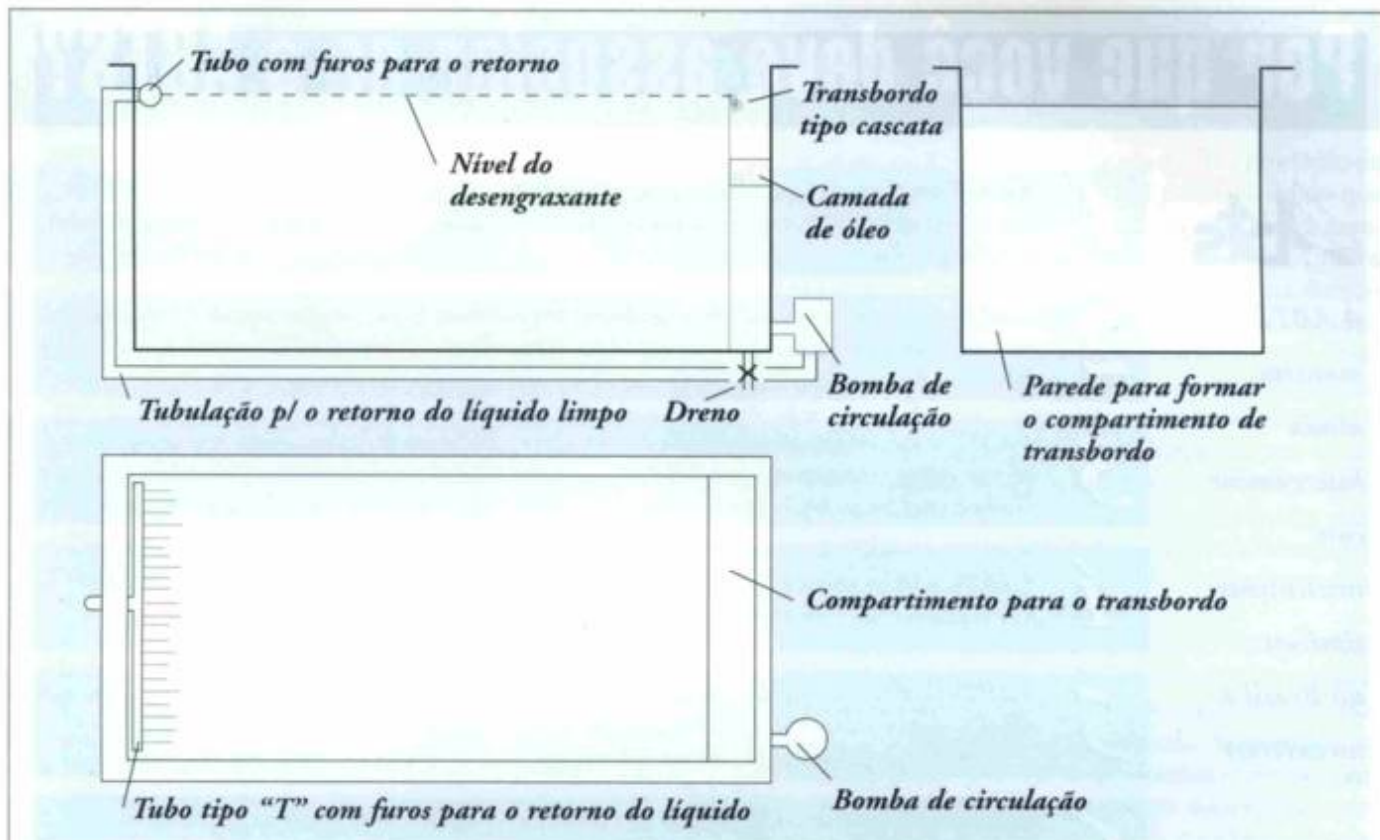 Tubo com furos para o retorno
Transbordo
tipo cascata
Nível do
desengraxante
Camada
de óleo
Tubulação p/ o retorno do líquido limpo
Dreno
Bomba de
circulação
Parede para formar
o compartimento de
transbordo
Compartimento para o transbordo
Tubo tipo “T” com furos para o retorno do líquido
Bomba de circulação